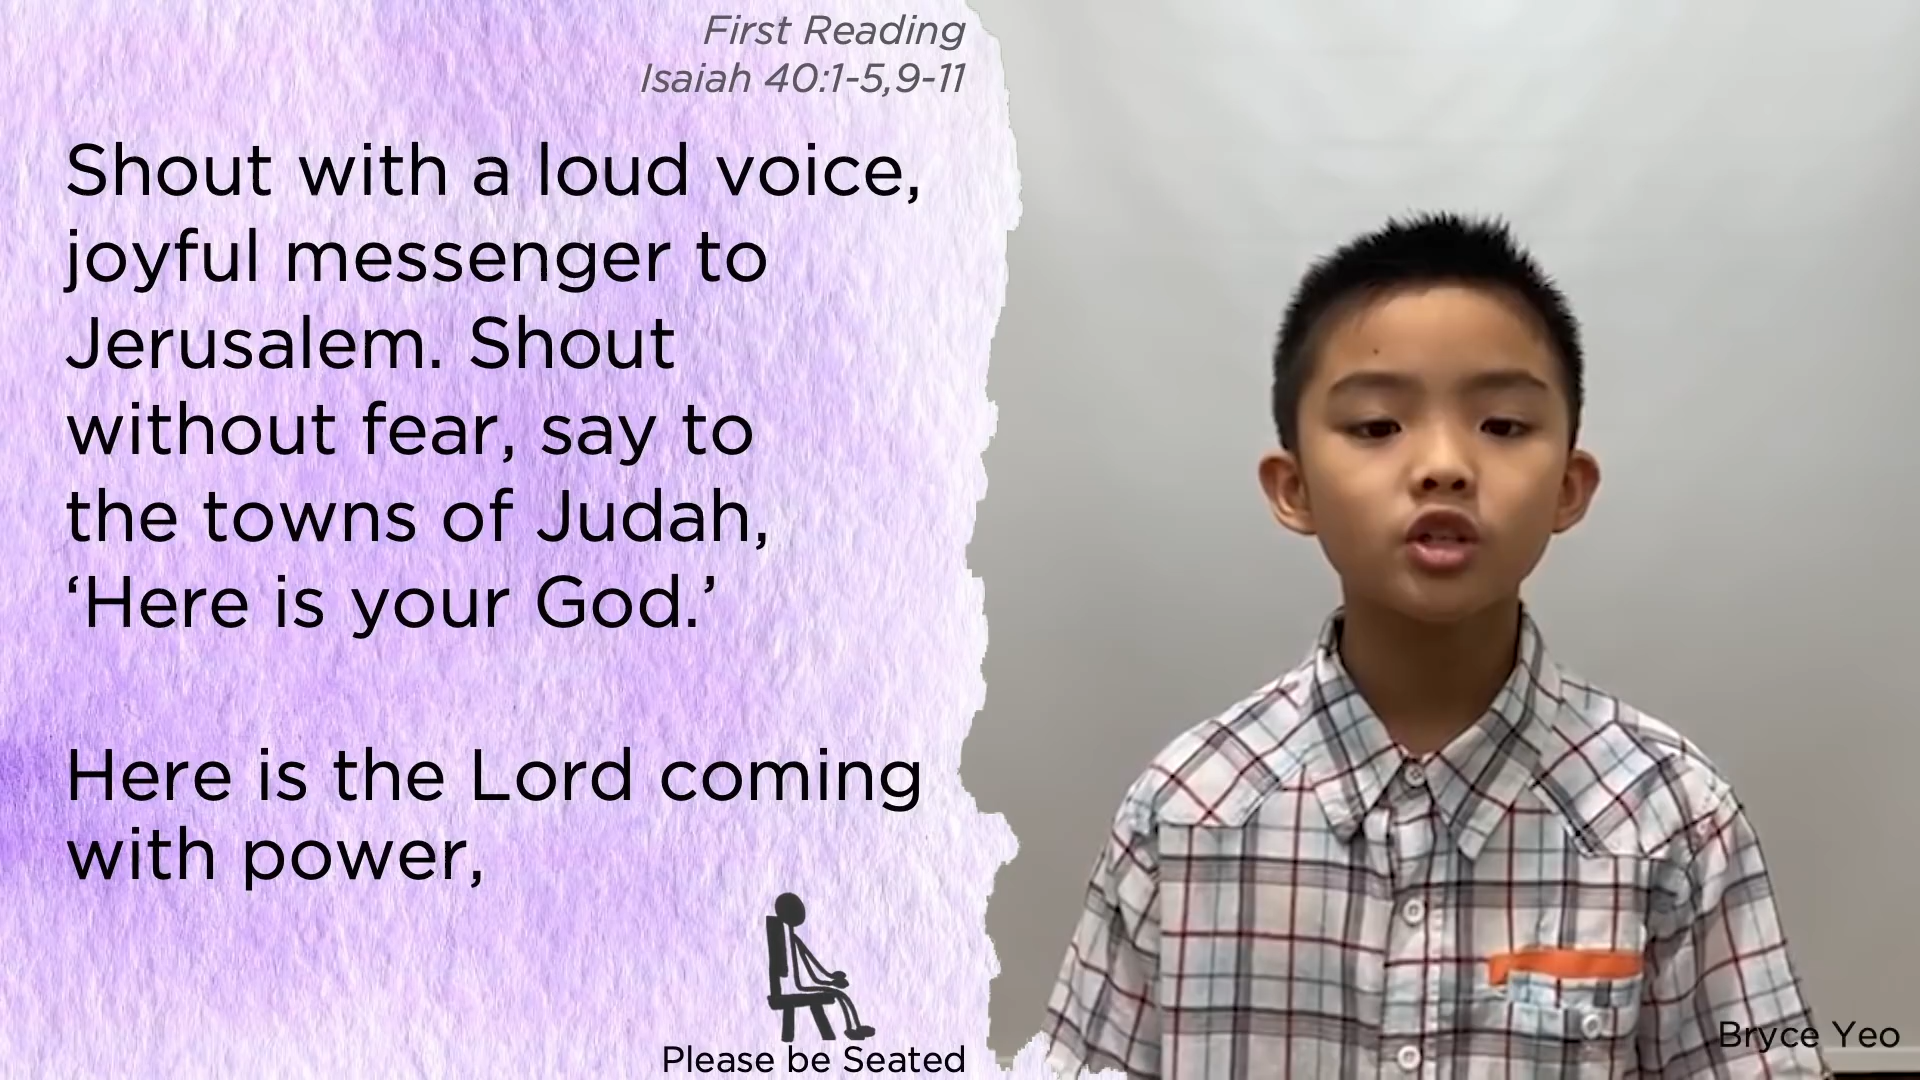 First Reading
Isaiah 40:1-5,9-11
Shout with a loud voice,
joyful messenger to
Jerusalem. Shout
without fear, say to
the towns of Judah,
‘Here is your God.’
Here is the Lord coming
with power,
Please be Seated
Bryce Yeo